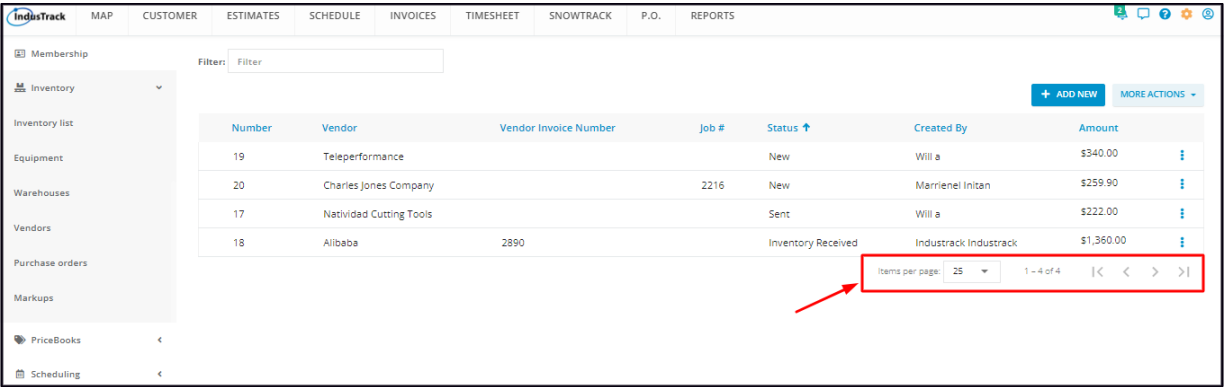 IndusTrack MAP CUSTOMER ESTIMATES SCHEDULE INVOICES TIMESHEET SNOWTRACK P.O. REPORTS 2
Membership
Filter: Filter
Inventory
+ ADD NEW MORE ACTIONS
Inventory list
Number Vendor Vendor Invoice Number Job # Status ↑ Created By Amount
19 Teleperformance New Will a $340.00
Equipment
20 Charles Jones Company 2216 New Marrienel Initan $259.90
Warehouses
17 Natividad Cutting Tools Sent Will a $222.00
Vendors
18 Alibaba 2890 Inventory Received Industrack Industrack $1,360.00
Purchase orders
Items per page: 25 1 – 4 of 4
Markups
PriceBooks
Scheduling